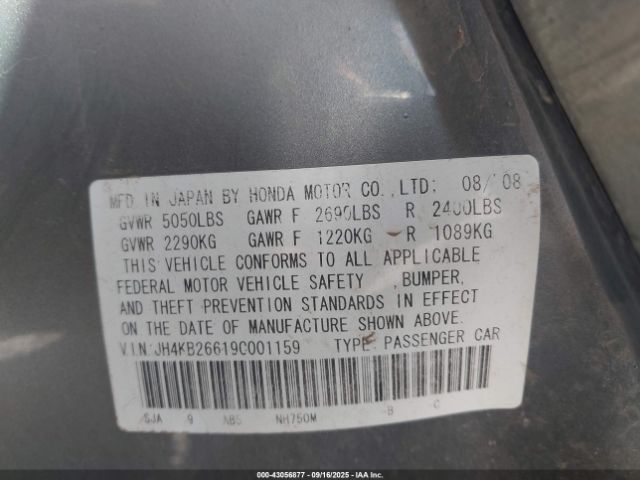 MFD IN JAPAN BY HONDA MOTOR CO.,LTD: 08/'08
GVWR 5050LBS GAWR F 2690LBS R 2400LBS
GVWR 2290KG GAWR F 1220KG R 1089KG
THIS VEHICLE CONFORMS TO ALL APPLICABLE
FEDERAL MOTOR VEHICLE SAFETY ,BUMPER,
AND THEFT PREVENTION STANDARDS IN EFFECT
ON THE DATE OF MANUFACTURE SHOWN ABOVE.
V.I.N:JH4KB26619C001159 TYPE: PASSENGER CAR
SJA 9 ABS NH750M -B -C
000-43056877 - 09/16/2025 - IAA Inc.